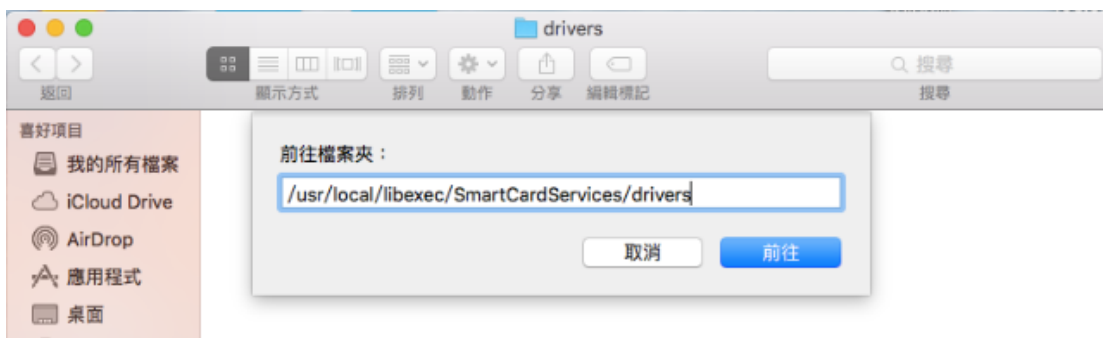 drivers
搜尋
返回
顯示方式
排列
動作
分享
編輯標記
搜尋
喜好項目
我的所有檔案
iCloud Drive
AirDrop
應用程式
桌面
前往檔案夾：
/usr/local/libexec/SmartCardServices/drivers
取消
前往